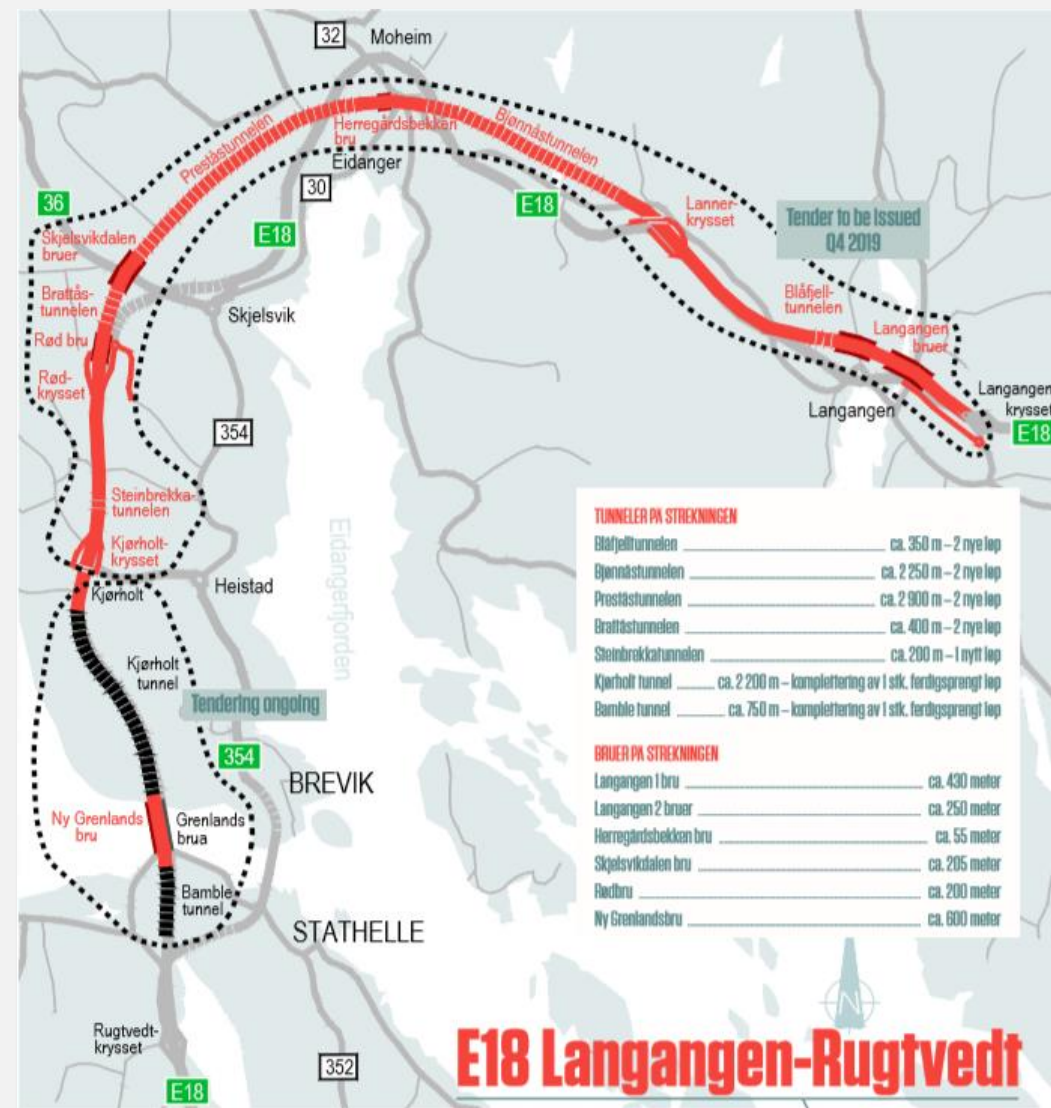 32
Moheim
Preståstunnelen
Herregårdsbekken
bru
Bjønnåstunnelen
Eidanger
30
36
E18
E18
Skjelsvikdalen
bruer
Lanner-
krysset
Tender to be Issued
Q4 2019
Brattås-
tunnelen
Skjelsvik
Blåfjell-
tunnelen
Rød bru
Langangen
bruer
Rød-
krysset
Langangen
krysset
Langangen
E18
354
Steinbrekka-
tunnelen
Kjørholt-
krysset
Kjørholt
Heistad
Eidangerfjorden
Kjørholt
tunnel
Tendering ongoing
354
BREVIK
Ny Grenlands
bru
Grenlands
brua
Bamble
tunnel
STATHELLE
Rugtvedt-
krysset
352
E18
TUNNELER PÅ STREKNINGEN
Blåfjelltunnelen ca. 350 m – 2 nye løp
Bjønnåstunnelen ca. 2 250 m – 2 nye løp
Preståstunnelen ca. 2 900 m – 2 nye løp
Brattåstunnelen ca. 400 m – 2 nye løp
Steinbrekkatunnelen ca. 200 m – 1 nytt løp
Kjørholt tunnel ca. 2 200 m – komplettering av 1 stk. ferdigsprengt løp
Bamble tunnel ca. 750 m – komplettering av 1 stk. ferdigsprengt løp
BRUER PÅ STREKNINGEN
Langangen 1 bru ca. 430 meter
Langangen 2 bruer ca. 250 meter
Herregårdsbekken bru ca. 55 meter
Skjelsvikdalen bru ca. 205 meter
Rødbru ca. 200 meter
Ny Grenlandsbru ca. 600 meter
N
E18 Langangen-Rugtvedt